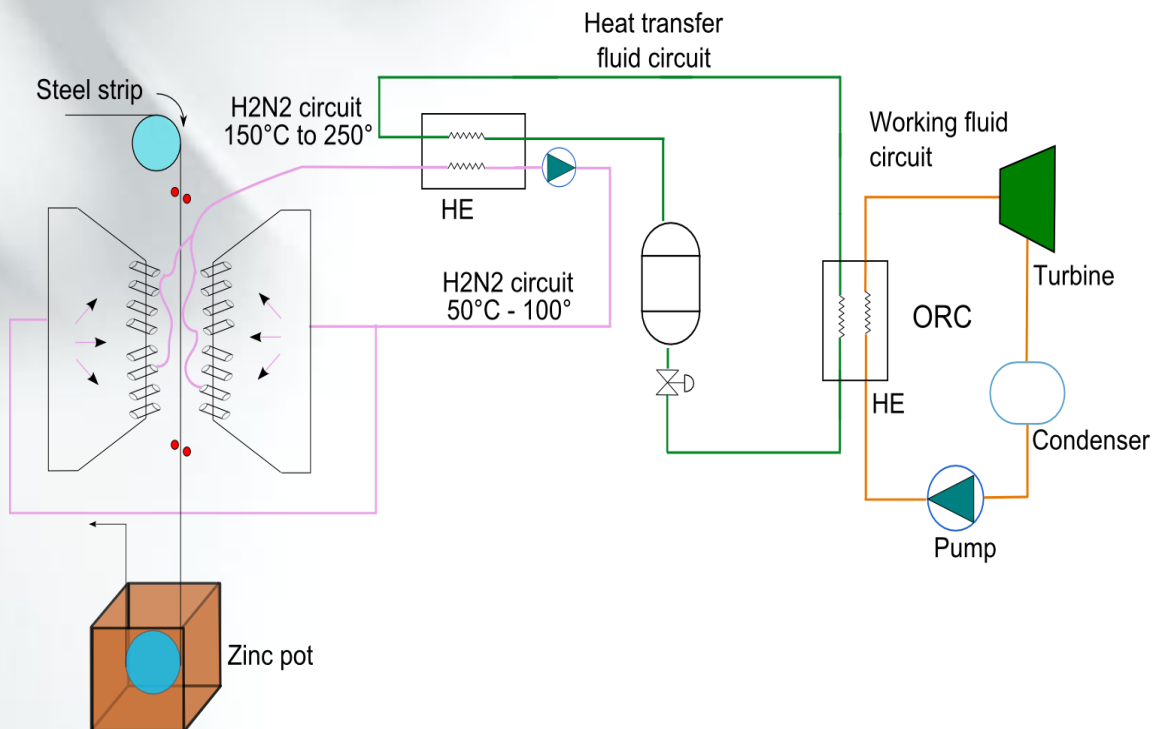 Heat transfer
fluid circuit
Steel strip
H2N2 circuit
150°C to 250°
Working fluid
circuit
HE
H2N2 circuit
50°C - 100°
Turbine
ORC
HE
Condenser
Pump
Zinc pot